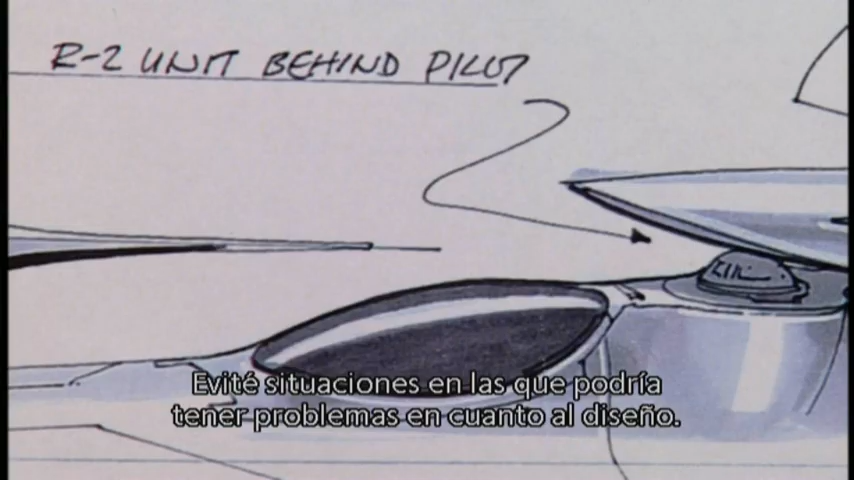 R-2 UNIT BEHIND PILOT
Evité situaciones en las que podría
tener problemas en cuanto al diseño.